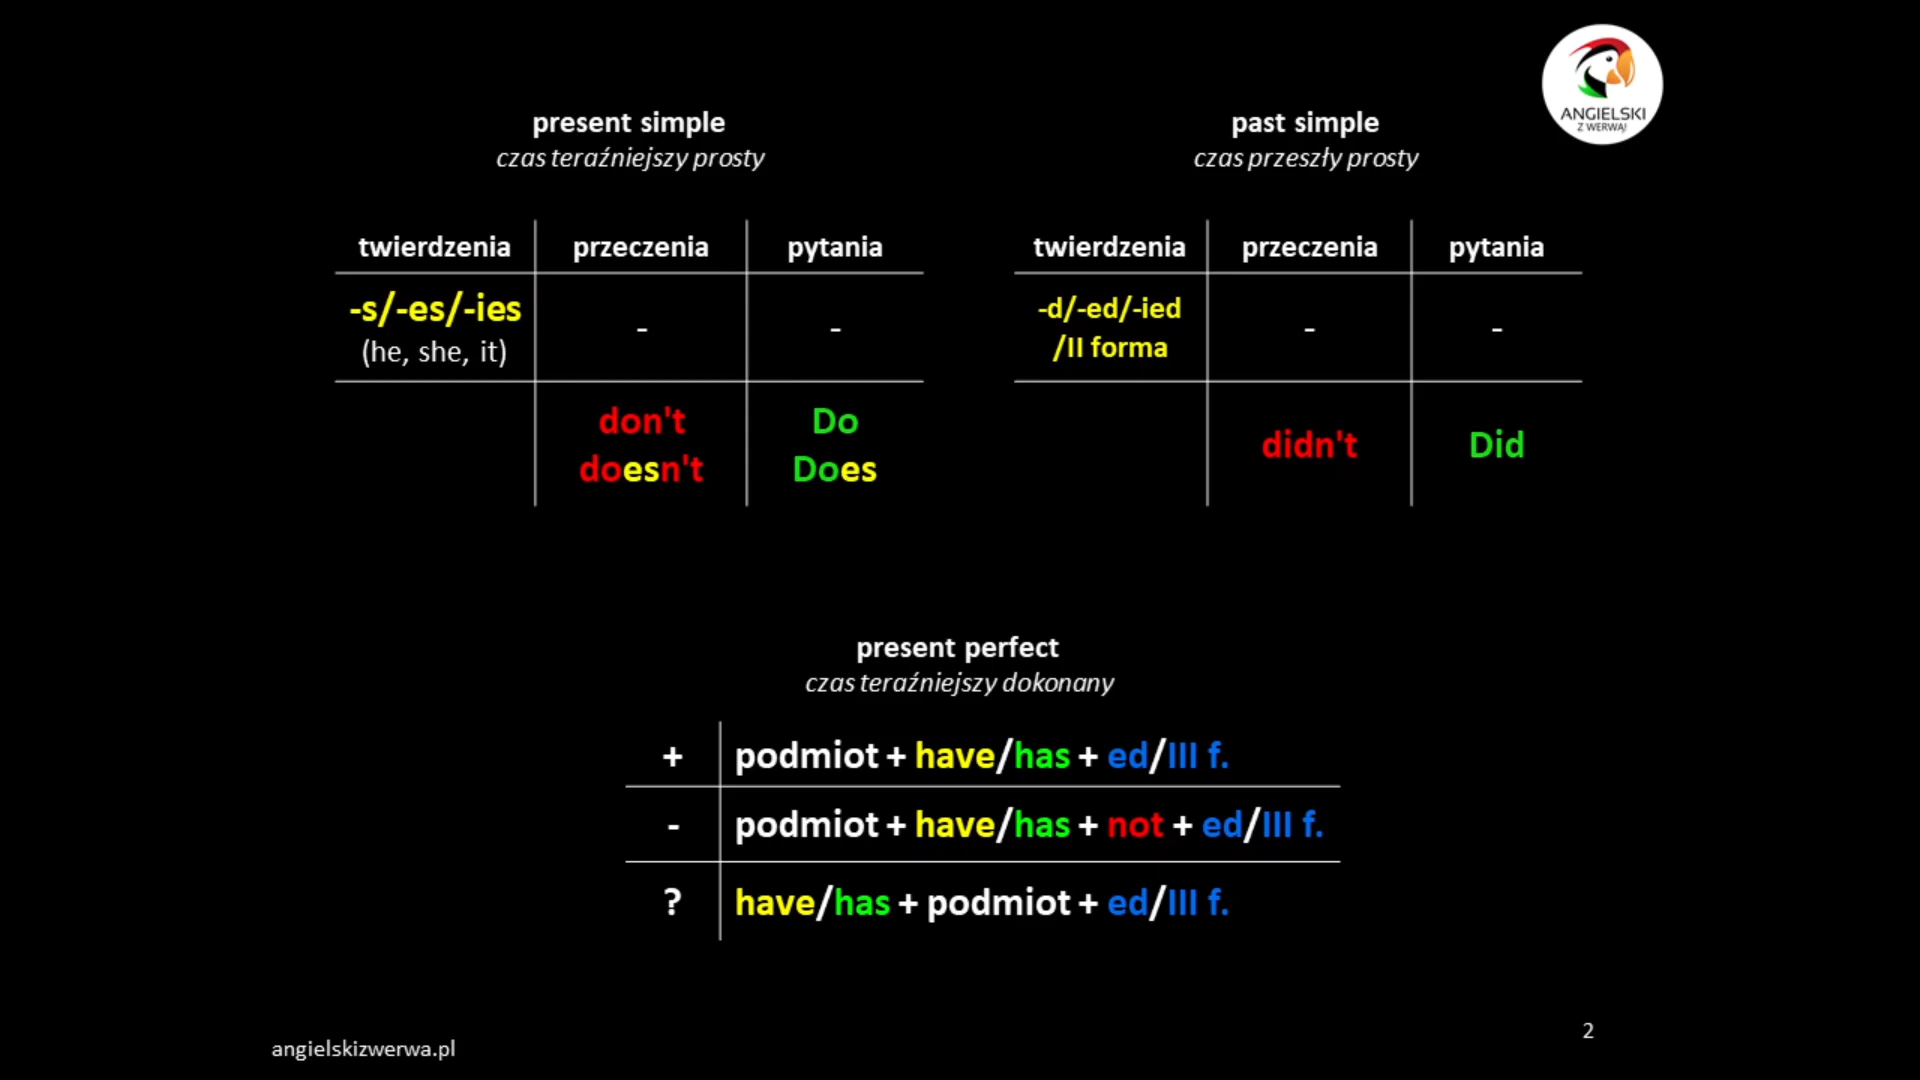 ANGIELSKI
Z WERWĄ!
present simple
czas teraźniejszy prosty
twierdzenia przeczenia pytania
-s/-es/-ies
(he, she, it)
- -
don't Do
doesn't Does
past simple
czas przeszły prosty
twierdzenia przeczenia pytania
-d/-ed/-ied
/II forma
- -
didn't Did
present perfect
czas teraźniejszy dokonany
+ podmiot + have/has + ed/III f.
- podmiot + have/has + not + ed/III f.
? have/has + podmiot + ed/III f.
angielskizwerwa.pl
2